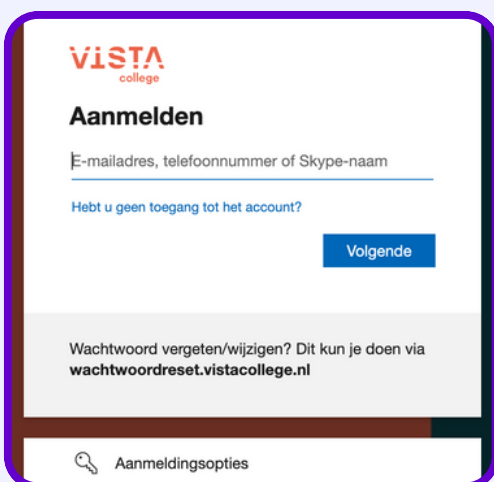 VISTA
college
Aanmelden
E-mailadres, telefoonnummer of Skype-naam
Hebt u geen toegang tot het account?
Volgende
Wachtwoord vergeten/wijzigen? Dit kun je doen via
wachtwoordreset.vistacollege.nl
Aanmeldingsopties